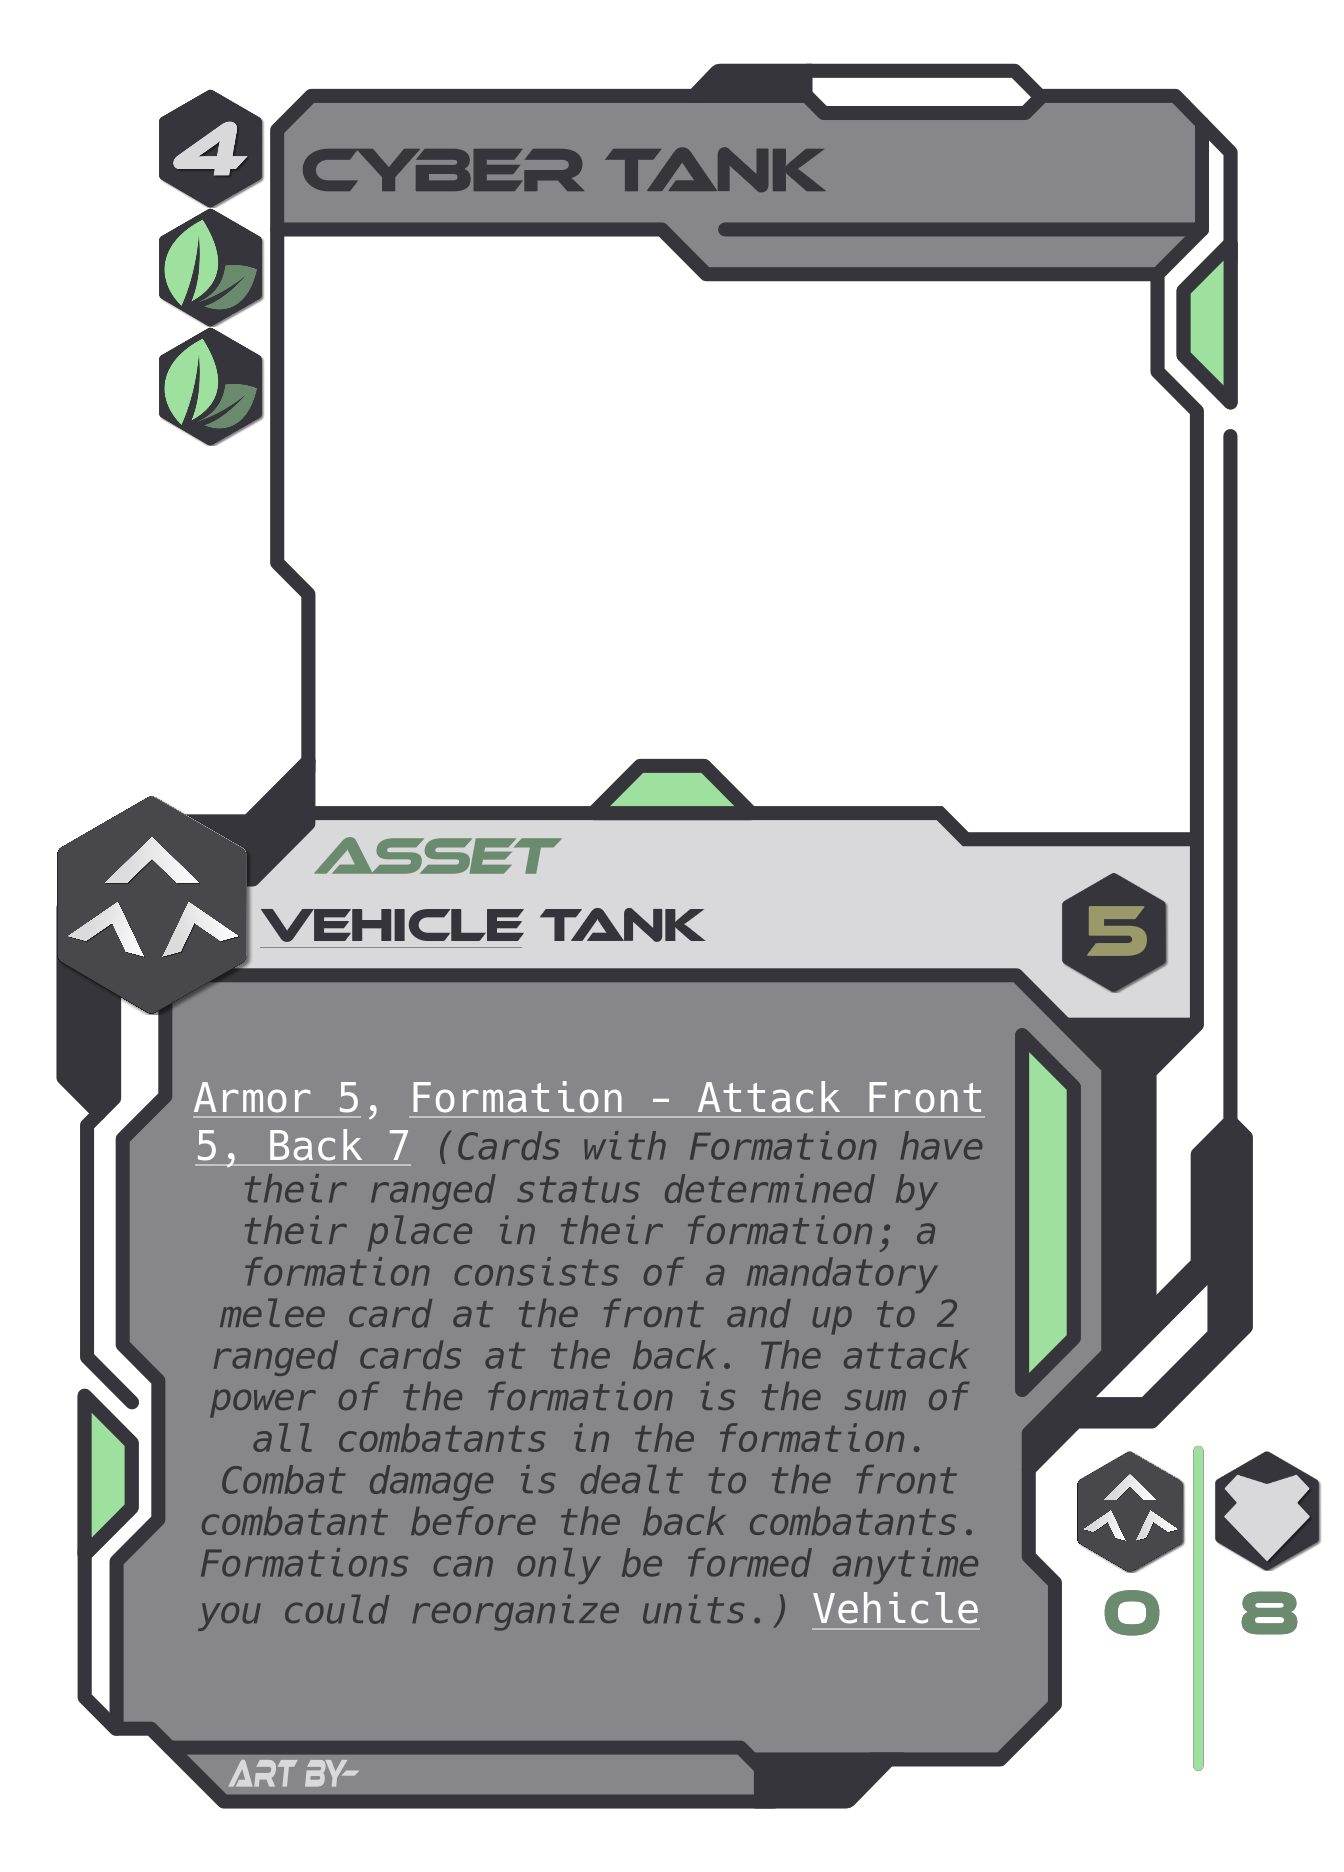 4
CYBER TANK
ASSET
VEHICLE TANK
5
Armor 5, Formation – Attack Front
5, Back 7 (Cards with Formation have
their ranged status determined by
their place in their formation; a
formation consists of a mandatory
melee card at the front and up to 2
ranged cards at the back. The attack
power of the formation is the sum of
all combatants in the formation.
Combat damage is dealt to the front
combatant before the back combatants.
Formations can only be formed anytime
you could reorganize units.) Vehicle
0 8
ART BY-